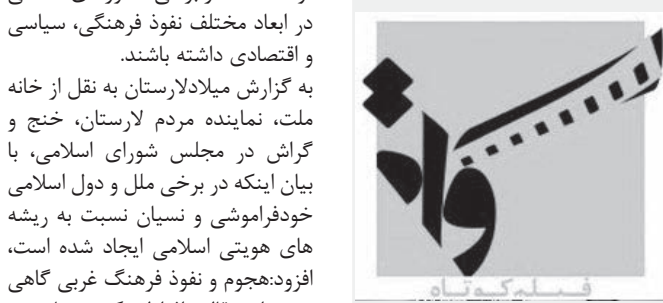 در ابعاد مختلف نفوذ فرهنگی، سیاسی
و اقتصادی داشته باشند.
به گزارش میلادلارستان به نقل از خانه
ملت، نماینده مردم لارستان، خنج و
گراش در مجلس شورای اسلامی، با
بیان اینکه در برخی ملل و دول اسلامی
خودفراموشی و نسیان نسبت به ریشه
های هویتی اسلامی ایجاد شده است،
افزود:هجوم و نفوذ فرهنگ غربی گاهی
فیلم کوتاه